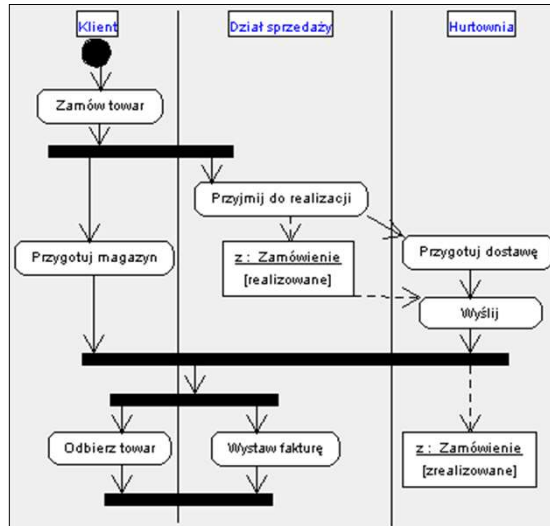 Klient
Dział sprzedaży
Hurtownia
Zamów towar
Przyjmij do realizacji
Przygotuj magazyn
z : Zamówienie
[realizowane]
Przygotuj dostawę
Wyślij
Odbierz towar
Wystaw fakturę
z : Zamówienie
[zrealizowane]